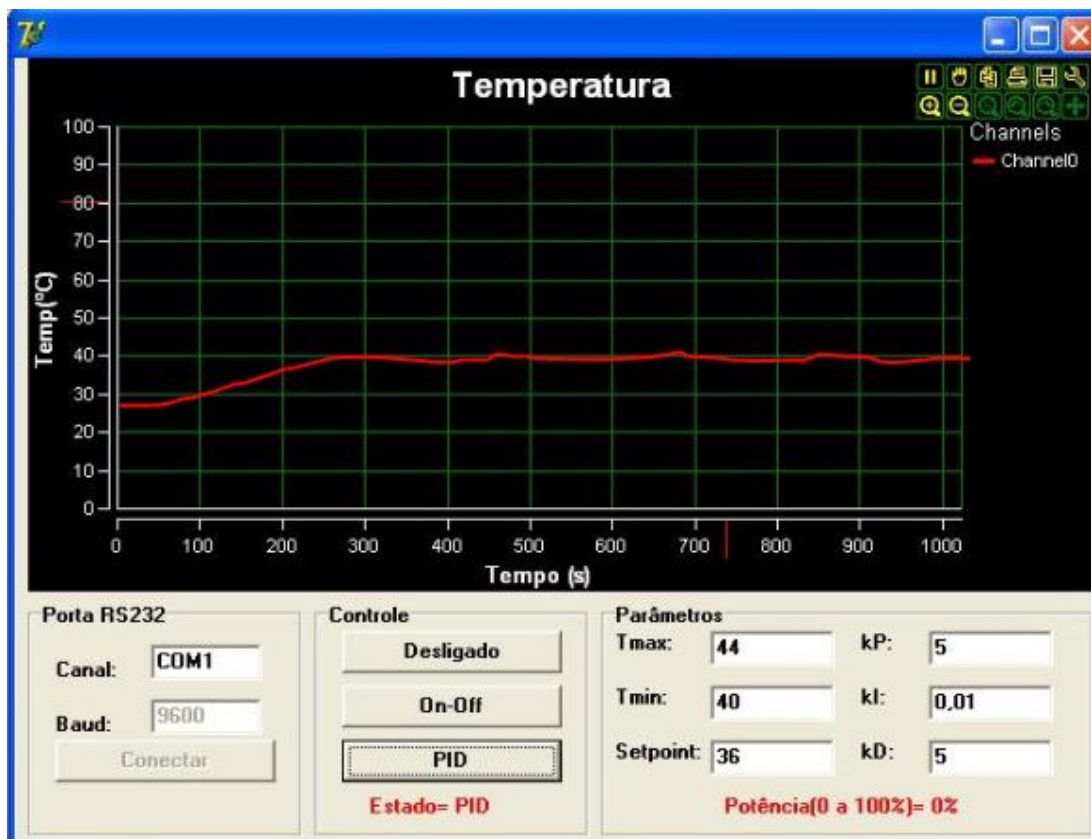 Temperatura
Channels
Channel0
100
90
80
70
60
50
40
30
20
10
0
Temp(ºC)
0 100 200 300 400 500 600 700 800 900 1000
Tempo (s)
Porta RS232
Canal: COM1
Baud: 9600
Conectar
Controle
Desligado
On-Off
PID
Estado= PID
Parâmetros
Tmax: 44 kP: 5
Tmin: 40 kI: 0,01
Setpoint: 36 kD: 5
Potência(0 a 100%)= 0%